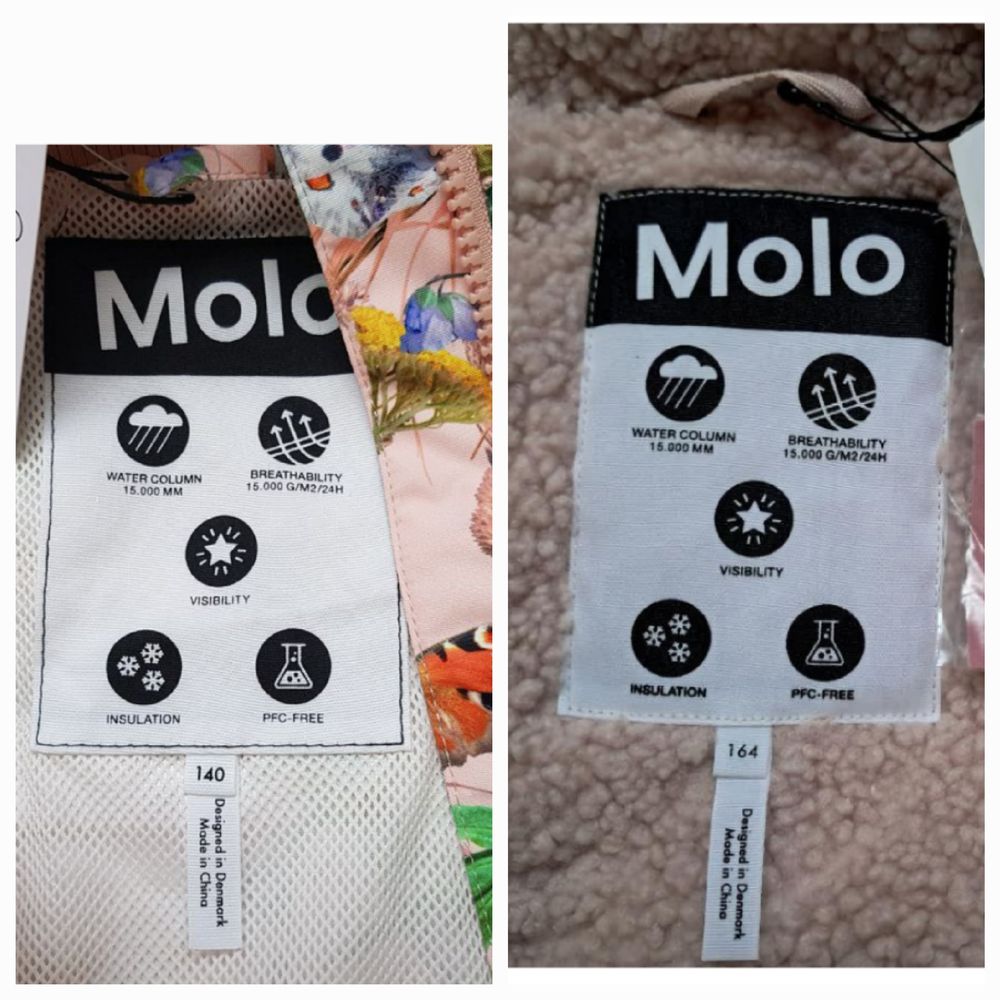 Molo
WATER COLUMN
15.000 MM
BREATHABILITY
15.000 G/M2/24H
VISIBILITY
INSULATION
PFC-FREE
140
Designed in Denmark
Made in China
Molo
WATER COLUMN
15.000 MM
BREATHABILITY
15.000 G/M2/24H
VISIBILITY
INSULATION
PFC-FREE
164
Designed in Denmark
Made in China